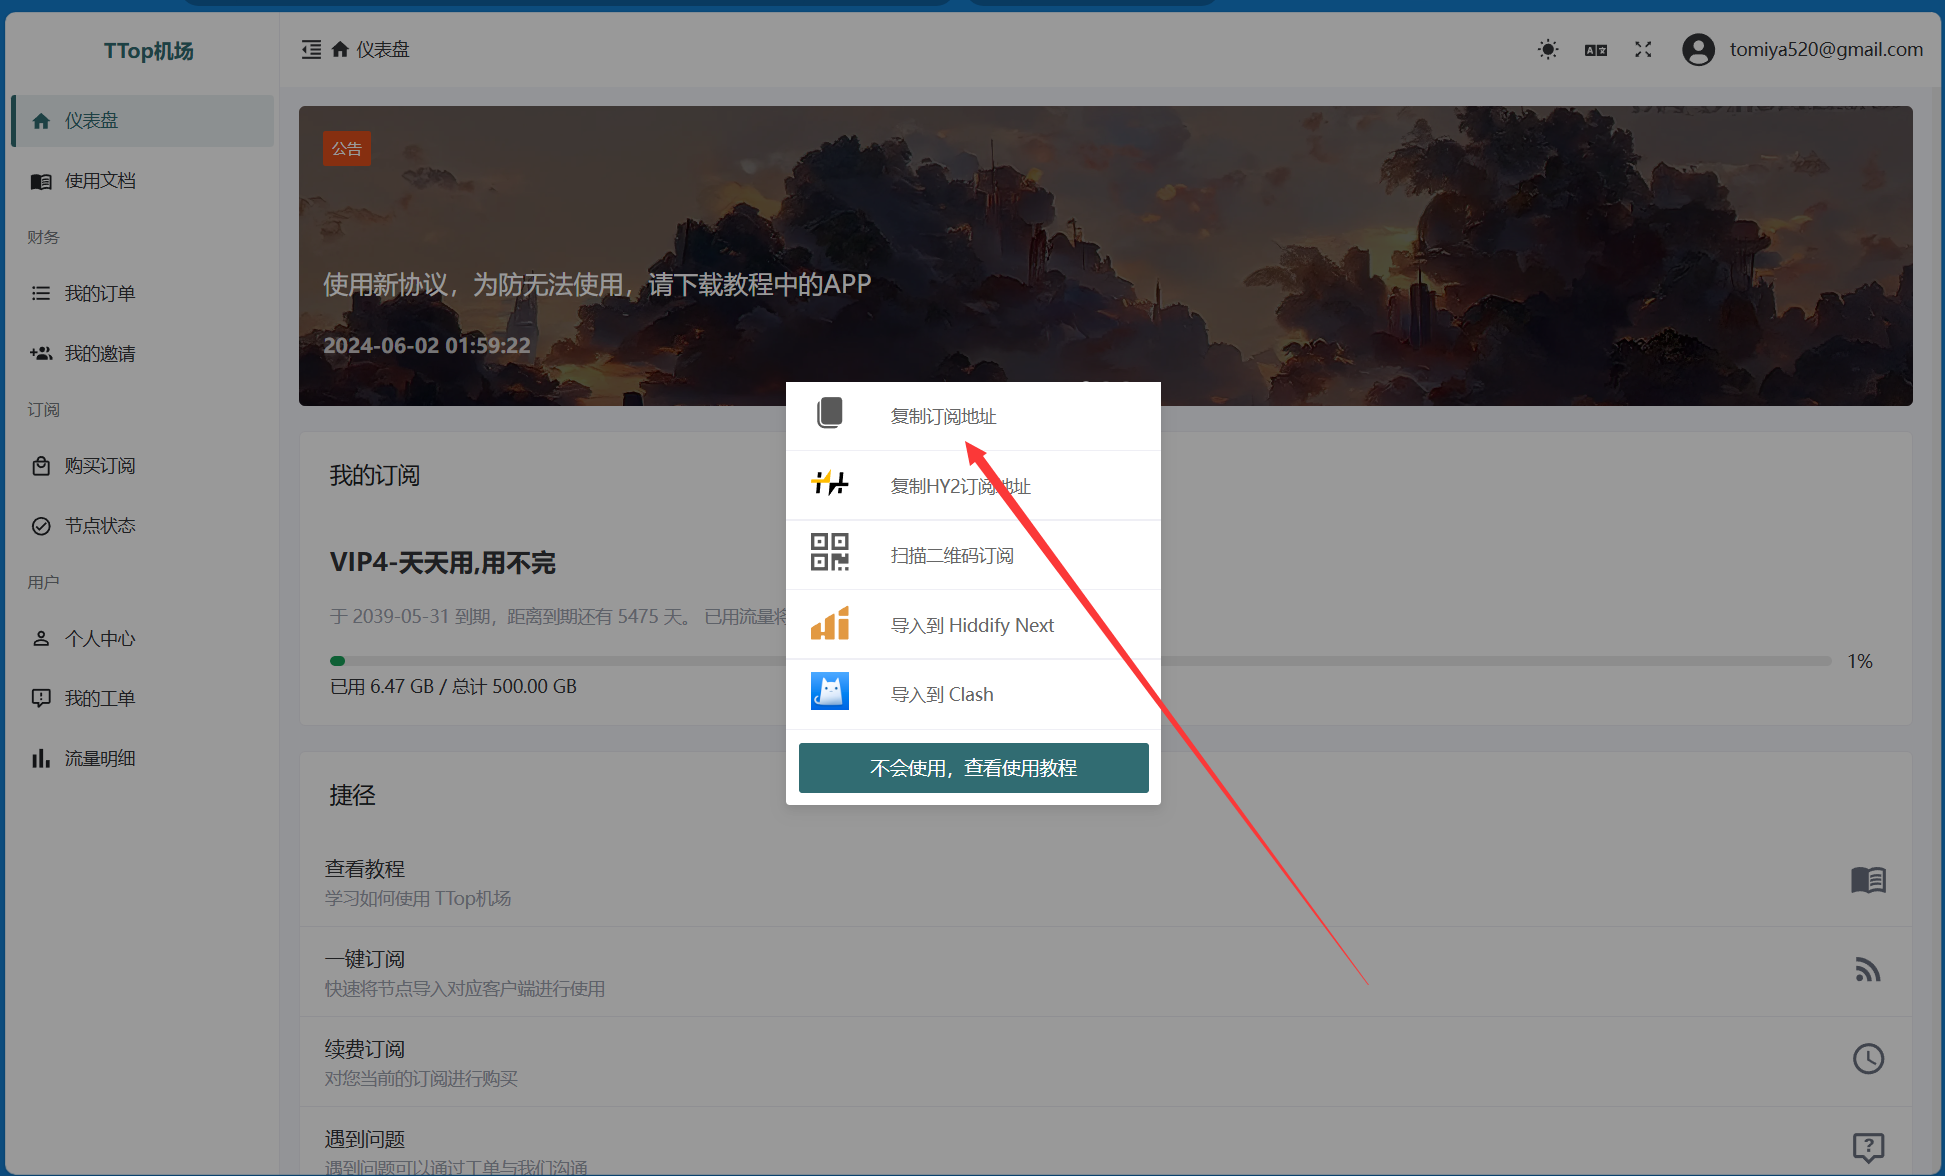 TTop机场
仪表盘
使用文档
财务
我的订单
我的邀请
订阅
购买订阅
节点状态
用户
个人中心
我的工单
流量明细
仪表盘
tomiya520@gmail.com
公告
使用新协议，为防无法使用，请下载教程中的APP
2024-06-02 01:59:22
我的订阅
VIP4-天天用,用不完
于 2039-05-31 到期，距离到期还有 5475 天。 已用流量将
1%
已用 6.47 GB / 总计 500.00 GB
复制订阅地址
复制HY2订阅地址
扫描二维码订阅
导入到 Hiddify Next
导入到 Clash
不会使用，查看使用教程
捷径
查看教程
学习如何使用 TTop机场
一键订阅
快速将节点导入对应客户端进行使用
续费订阅
对您当前的订阅进行购买
遇到问题
遇到问题可以通过工单与我们沟通